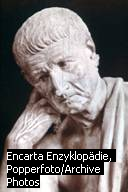 Encarta Enzyklopädie,
Popperfoto/Archive
Photos